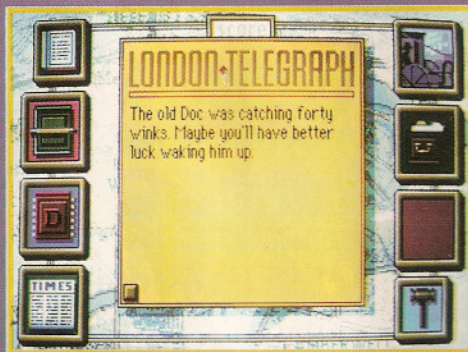 LONDON TELEGRAPH
The old Doc was catching forty
winks. Maybe you'll have better
luck waking him up.
D
TIMES